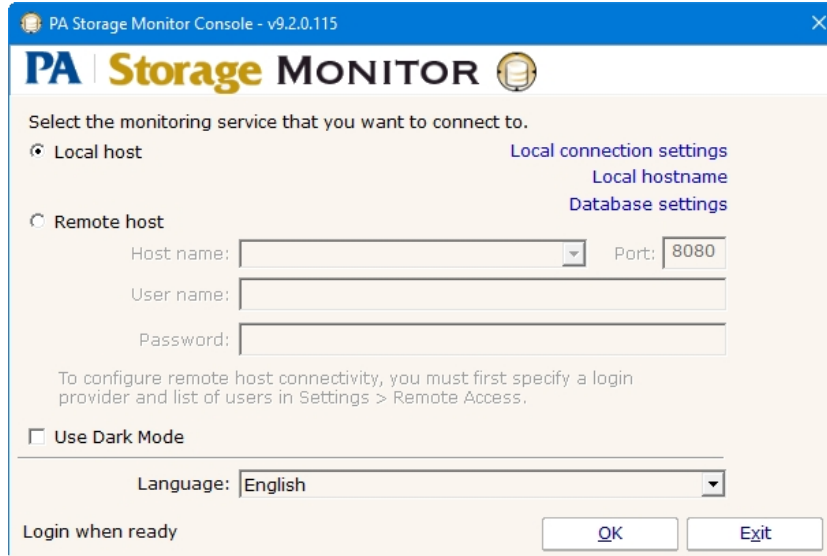 PA Storage Monitor Console - v9.2.0.115
PA Storage MONITOR
Select the monitoring service that you want to connect to.
Local host
Local connection settings
Local hostname
Database settings
Remote host
Host name: Port: 8080
User name:
Password:
To configure remote host connectivity, you must first specify a login
provider and list of users in Settings > Remote Access.
Use Dark Mode
Language: English
Login when ready OK Exit